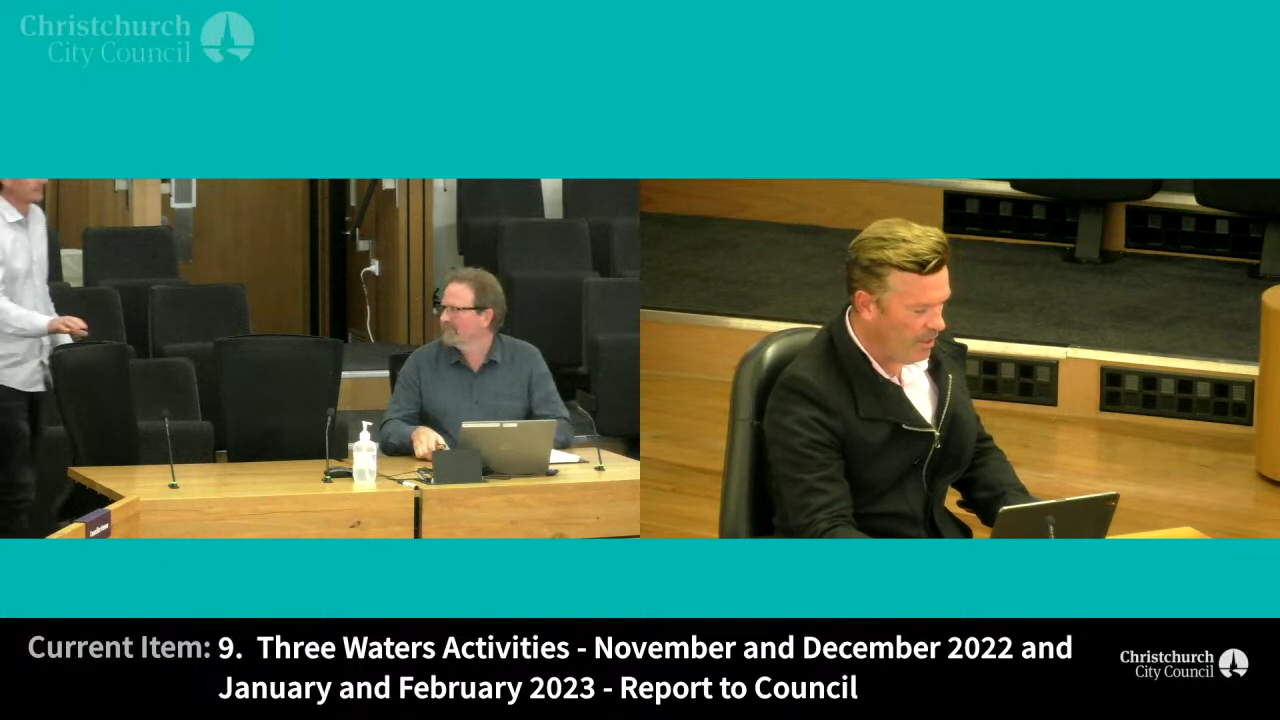 Christchurch
City Council
Current Item: 9. Three Waters Activities - November and December 2022 and
January and February 2023 - Report to Council
Christchurch
City Council